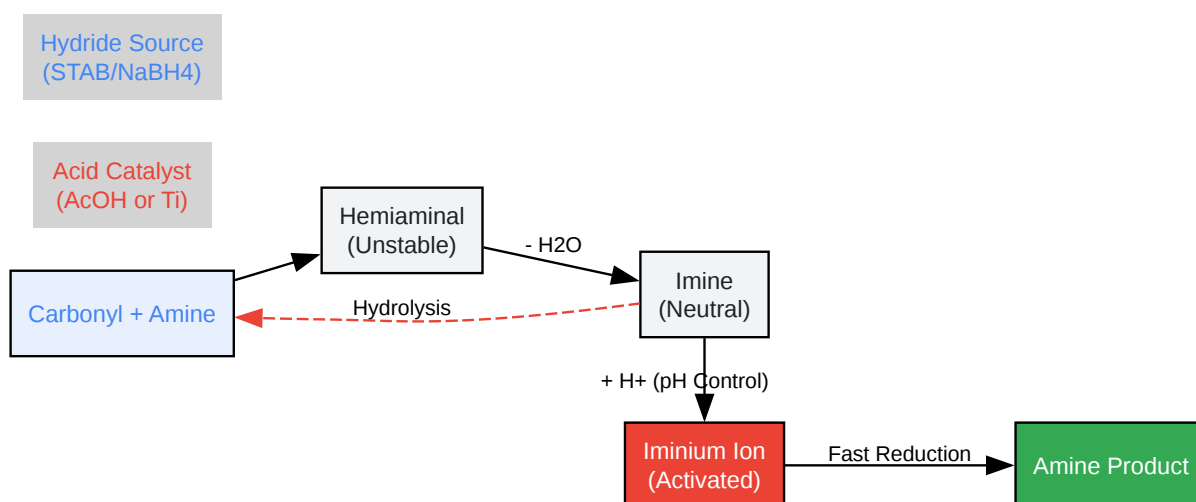 Hydride Source
(STAB/NaBH4)
Acid Catalyst
(AcOH or Ti)
Hemiaminal
(Unstable)
- H2O
Imine
(Neutral)
Carbonyl + Amine
Hydrolysis
+ H+ (pH Control)
Iminium Ion
(Activated)
Fast Reduction
Amine Product